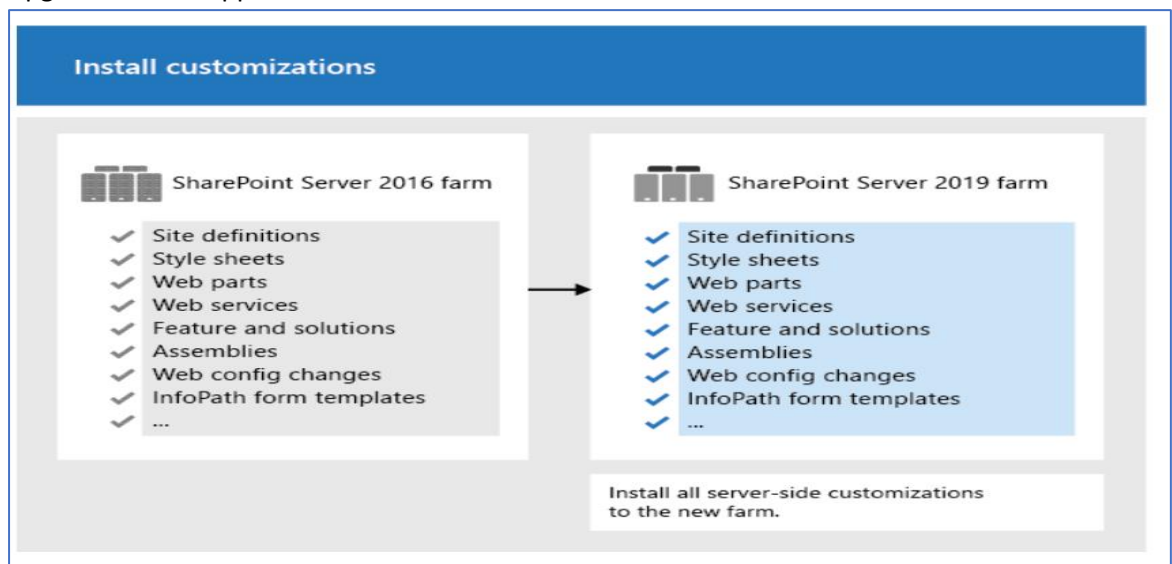 Install customizations
SharePoint Server 2016 farm
Site definitions
Style sheets
Web parts
Web services
Feature and solutions
Assemblies
Web config changes
InfoPath form templates
...
SharePoint Server 2019 farm
Site definitions
Style sheets
Web parts
Web services
Feature and solutions
Assemblies
Web config changes
InfoPath form templates
...
Install all server-side customizations
to the new farm.